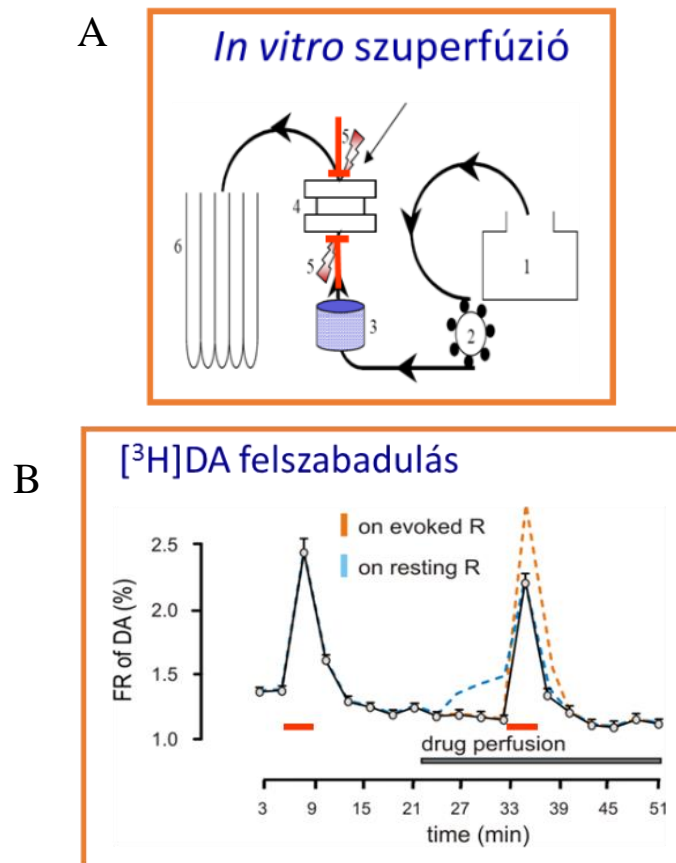 A
In vitro szuperfúzió
5
4
6
1
5
3
2
B
[³H]DA felszabadulás
on evoked R
on resting R
2.5
2.0
1.5
1.0
FR of DA (%)
drug perfusion
3 9 15 21 27 33 39 45 51
time (min)